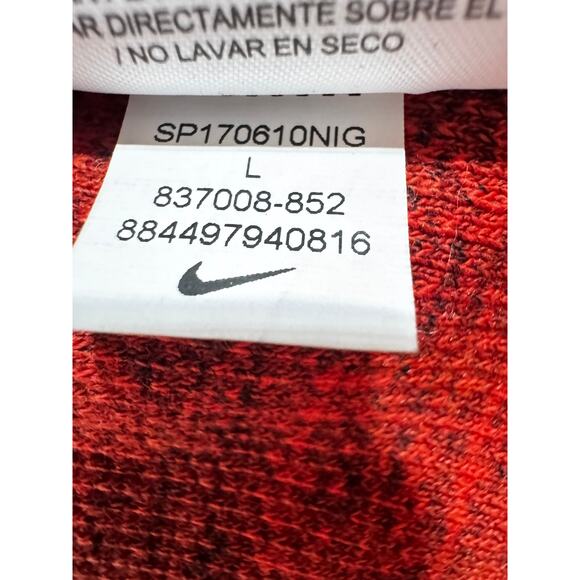 AR DIRECTAMENTE SOBRE EL
/ NO LAVAR EN SECO
SP170610NIG
L
837008-852
884497940816